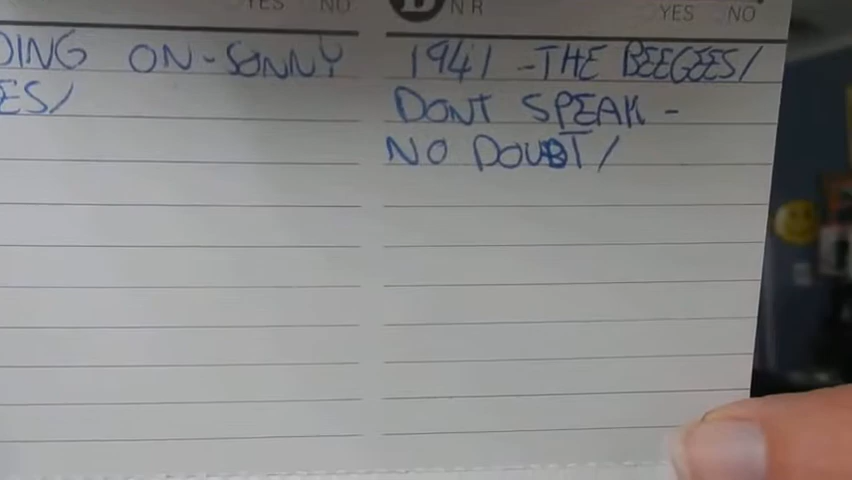 YES NO
DING ON-SONNY
ES/
B NR
YES NO
1941 -THE BEEGEES/
DONT SPEAK-
NO DOUBT/